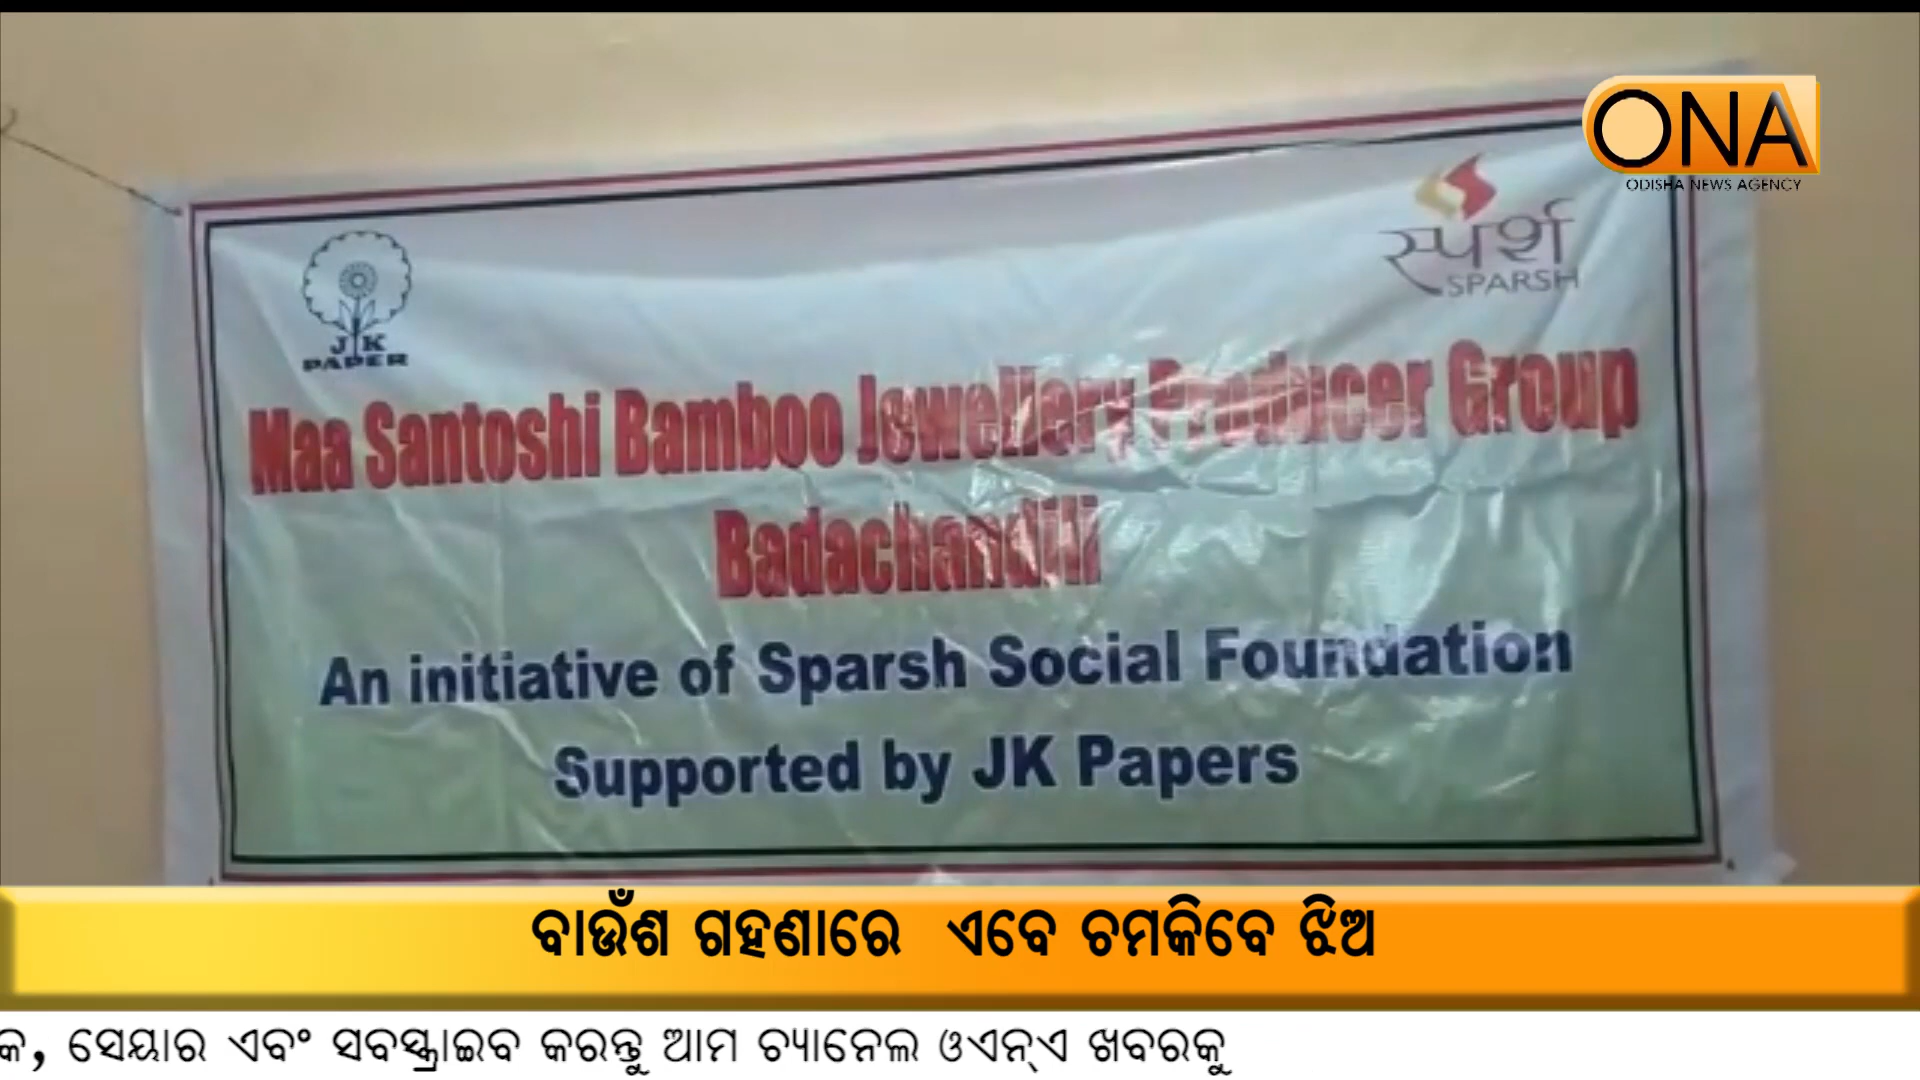 ONA
ODISHA NEWS AGENCY
स्पर्श
SPARSH
JK
PAPER
Maa Santoshi Bamboo Jewellery Producer Group
Badachandili
An initiative of Sparsh Social Foundation
Supported by JK Papers
ବାଉଁଶ ଗହଣାରେ ଏବେ ଚମକିବେ ଝିଅ
କ, ସେୟାର ଏବଂ ସବସ୍କ୍ରାଇବ କରନ୍ତୁ ଆମ ଚ୍ୟାନେଲ ଓଏନ୍ଏ ଖବରକୁ